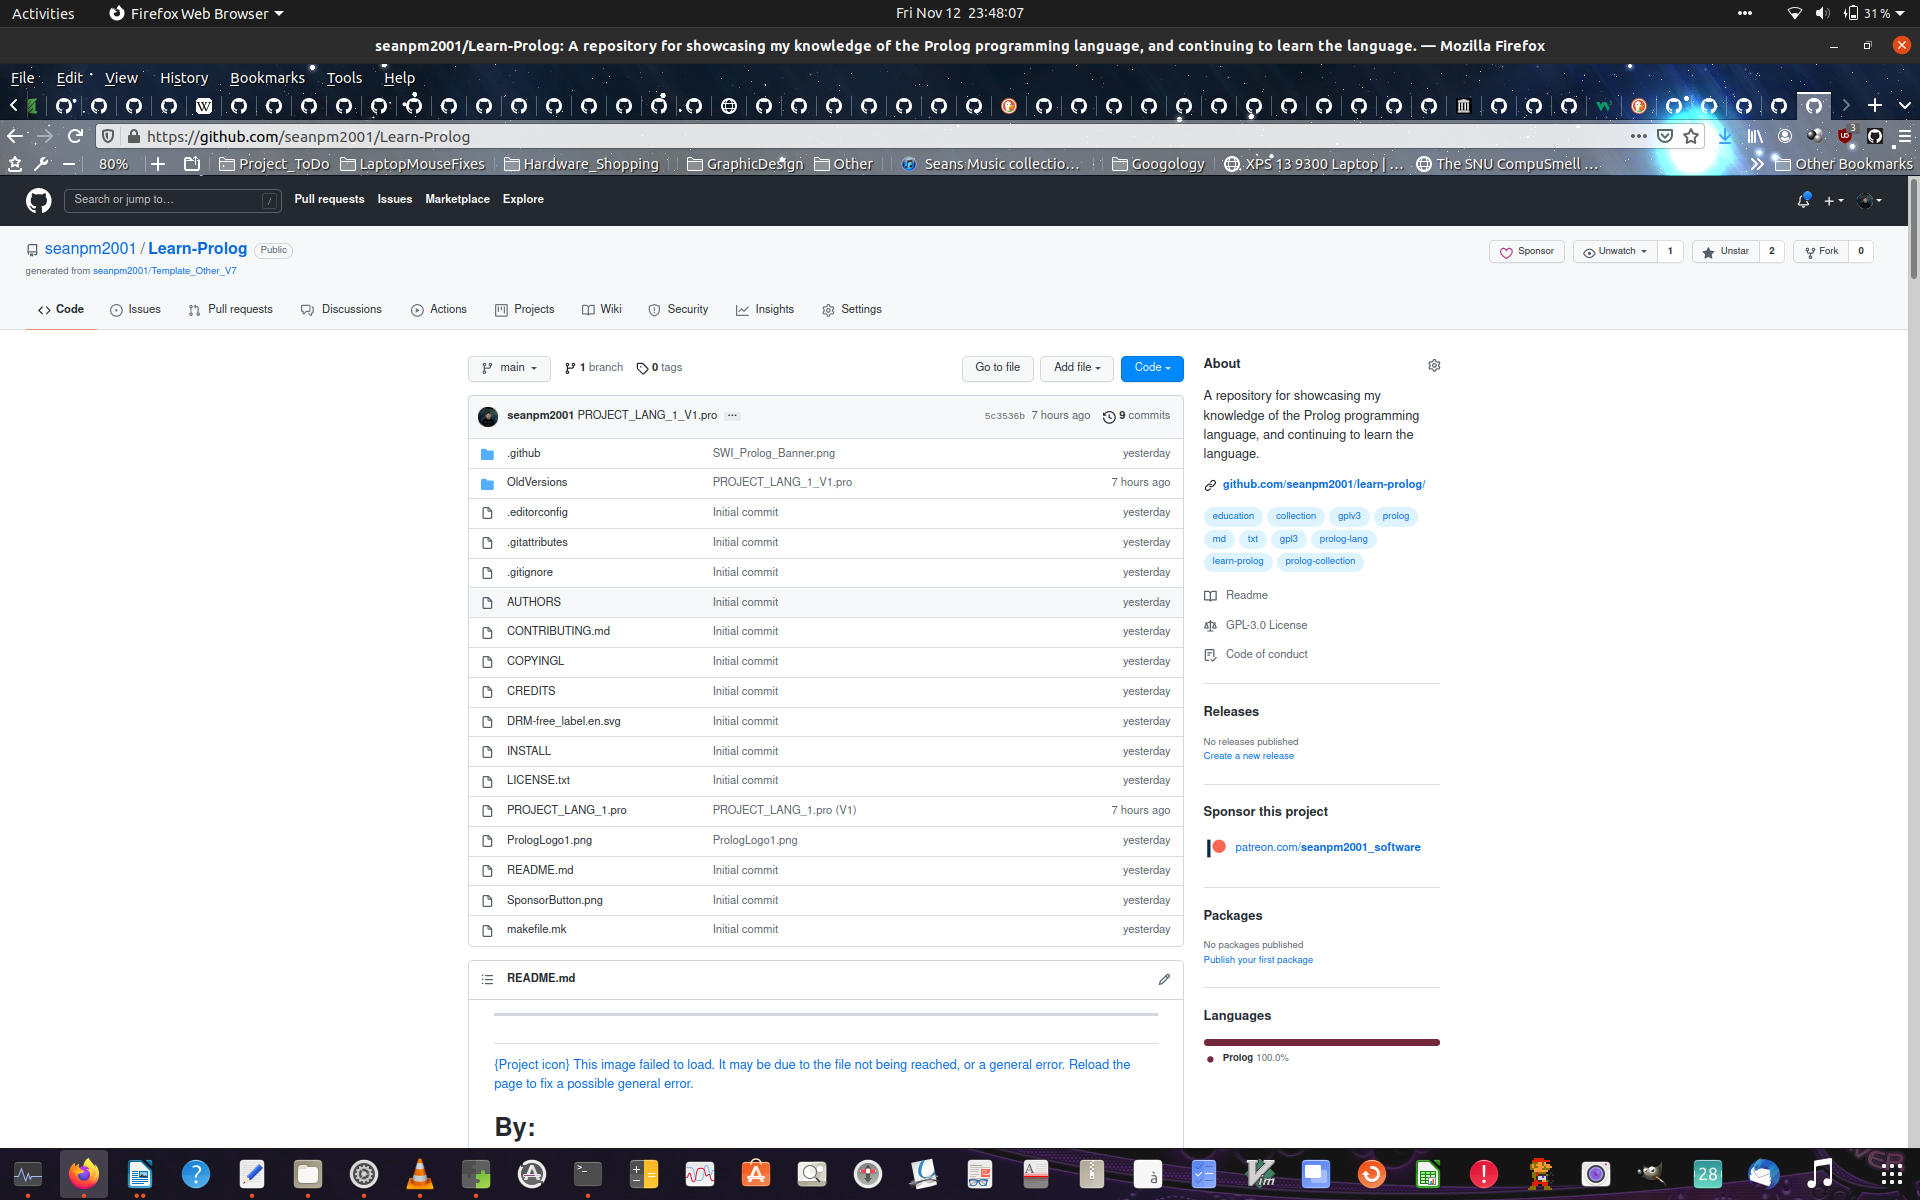 Activities Firefox Web Browser Fri Nov 12 23:48:07 31 %
seanpm2001/Learn-Prolog: A repository for showcasing my knowledge of the Prolog programming language, and continuing to learn the language. — Mozilla Firefox
File Edit View History Bookmarks Tools Help
https://github.com/seanpm2001/Learn-Prolog 3
80% Project_ToDo LaptopMouseFixes Hardware_Shopping GraphicDesign Other Seans Music collectio… Googology XPS 13 9300 Laptop | … The SNU CompuSmell … Other Bookmarks
Search or jump to… / Pull requests Issues Marketplace Explore
seanpm2001 / Learn-Prolog Public Sponsor Unwatch 1 Unstar 2 Fork 0
generated from seanpm2001/Template_Other_V7
Code Issues Pull requests Discussions Actions Projects Wiki Security Insights Settings
main 1 branch 0 tags Go to file Add file Code
seanpm2001 PROJECT_LANG_1_V1.pro … 5c3536b 7 hours ago 9 commits
.github SWI_Prolog_Banner.png yesterday
OldVersions PROJECT_LANG_1_V1.pro 7 hours ago
.editorconfig Initial commit yesterday
.gitattributes Initial commit yesterday
.gitignore Initial commit yesterday
AUTHORS Initial commit yesterday
CONTRIBUTING.md Initial commit yesterday
COPYINGL Initial commit yesterday
CREDITS Initial commit yesterday
DRM-free_label.en.svg Initial commit yesterday
INSTALL Initial commit yesterday
LICENSE.txt Initial commit yesterday
PROJECT_LANG_1.pro PROJECT_LANG_1.pro (V1) 7 hours ago
PrologLogo1.png PrologLogo1.png yesterday
README.md Initial commit yesterday
SponsorButton.png Initial commit yesterday
makefile.mk Initial commit yesterday
README.md
{Project icon} This image failed to load. It may be due to the file not being reached, or a general error. Reload the
page to fix a possible general error.
By:
About
A repository for showcasing my
knowledge of the Prolog programming
language, and continuing to learn the
language.
github.com/seanpm2001/learn-prolog/
education collection gplv3 prolog
md txt gpl3 prolog-lang
learn-prolog prolog-collection
Readme
GPL-3.0 License
Code of conduct
Releases
No releases published
Create a new release
Sponsor this project
patreon.com/seanpm2001_software
Packages
No packages published
Publish your first package
Languages
Prolog 100.0%
28